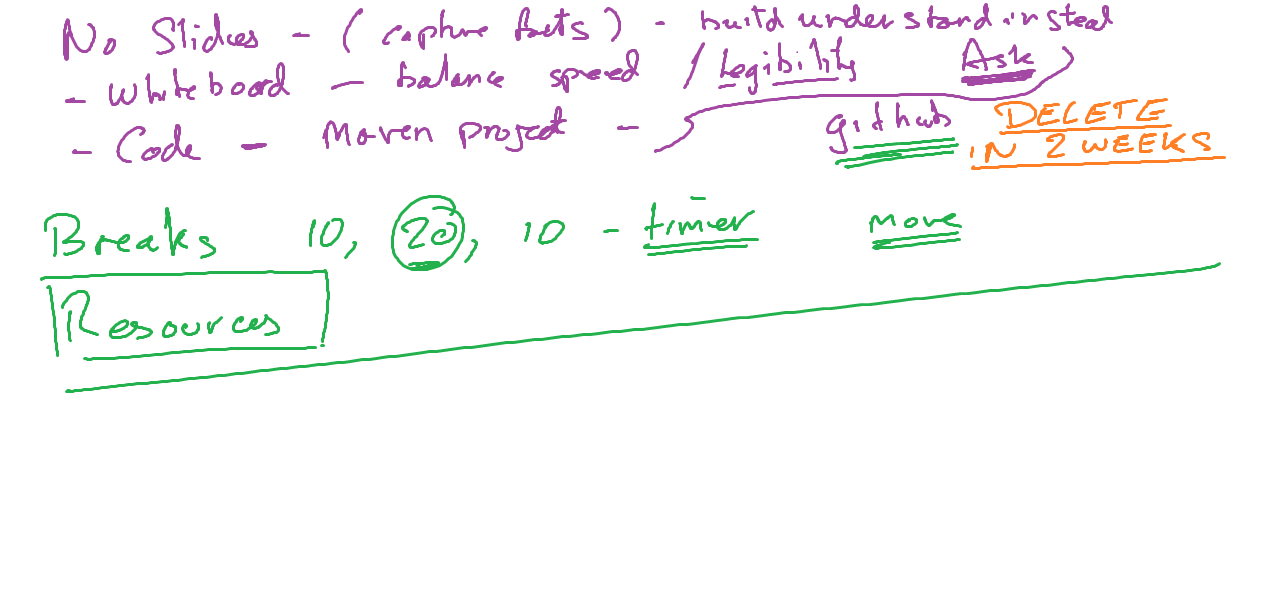 No Slides - (capture facts) - build understand instead
- Whiteboard - balance speed / Legibility Ask
- Code - Maven project - github DELETE IN 2 WEEKS
Breaks 10, 20, 10 - timer move
Resources